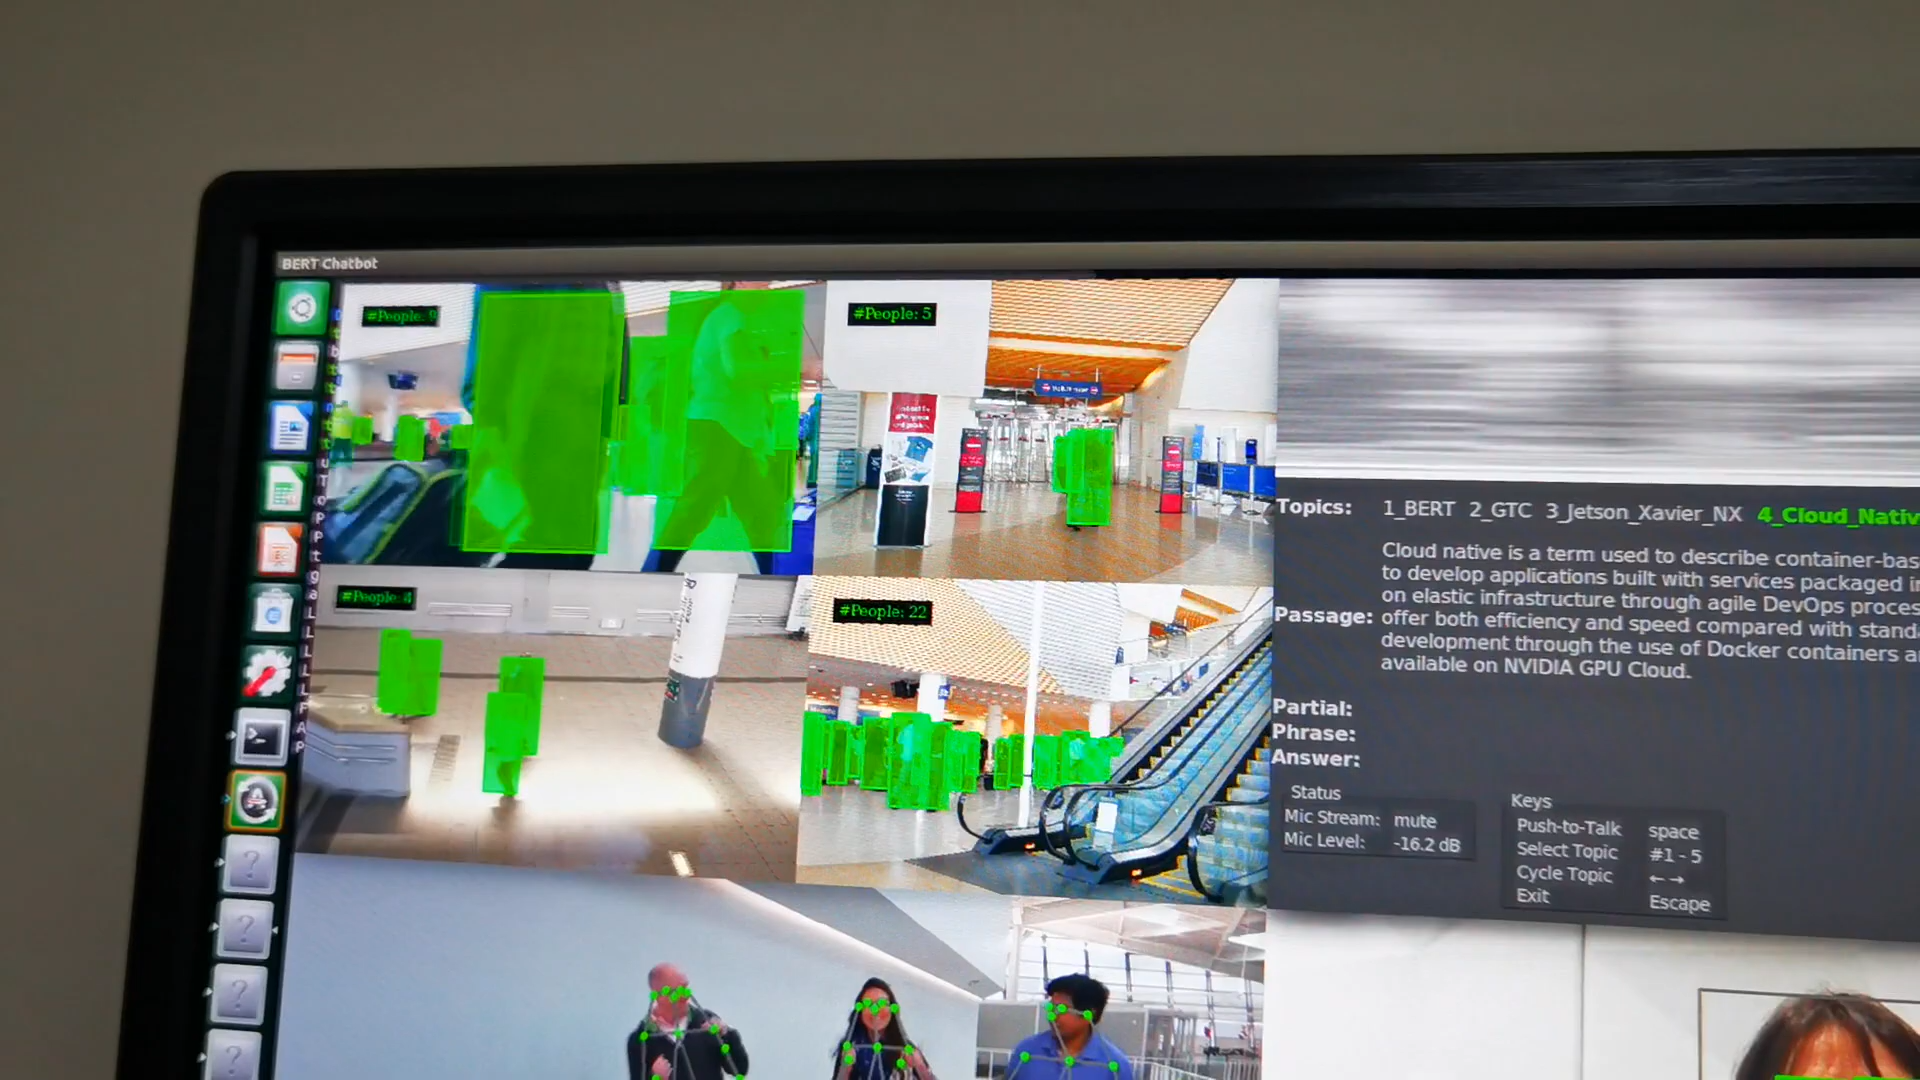 BERT Chatbot
#People: 9
#People: 5
#People:
#People: 22
Topics: 1_BERT 2_GTC 3_Jetson_Xavier_NX 4_Cloud_Nativ
Passage:
Cloud native is a term used to describe container-bas
to develop applications built with services packaged in
on elastic infrastructure through agile DevOps proces
offer both efficiency and speed compared with stand
development through the use of Docker containers a
available on NVIDIA GPU Cloud.
Partial:
Phrase:
Answer:
Status
Mic Stream: mute
Mic Level: -16.2 dB
Keys
Push-to-Talk space
Select Topic #1 - 5
Cycle Topic ← →
Exit Escape